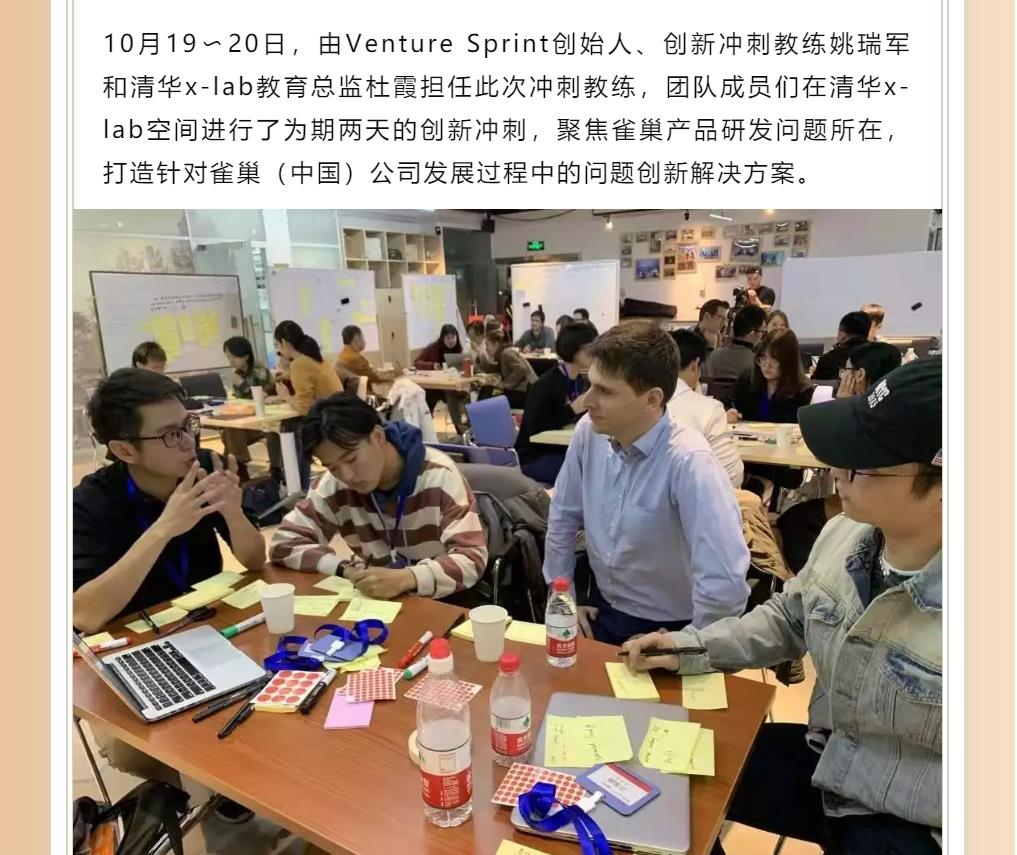 10月19～20日，由Venture Sprint创始人、创新冲刺教练姚瑞军
和清华x-lab教育总监杜霞担任此次冲刺教练，团队成员们在清华x-
lab空间进行了为期两天的创新冲刺，聚焦雀巢产品研发问题所在，
打造针对雀巢（中国）公司发展过程中的问题创新解决方案。